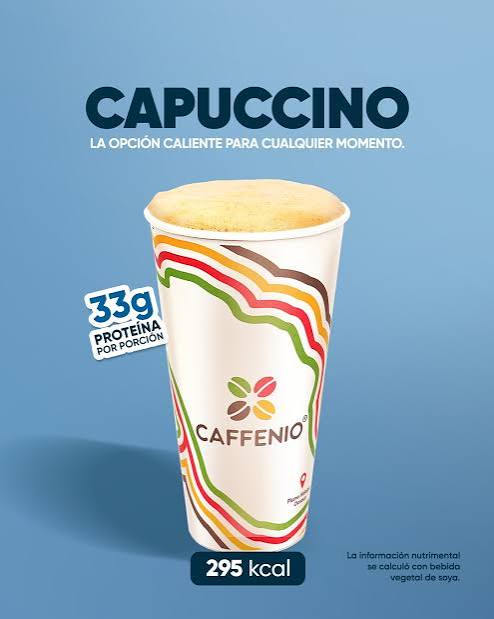 CAPUCCINO
LA OPCIÓN CALIENTE PARA CUALQUIER MOMENTO.
33g
PROTEÍNA
POR PORCIÓN
CAFFENIO®
295 kcal
La información nutrimental
se calculó con bebida
vegetal de soya.